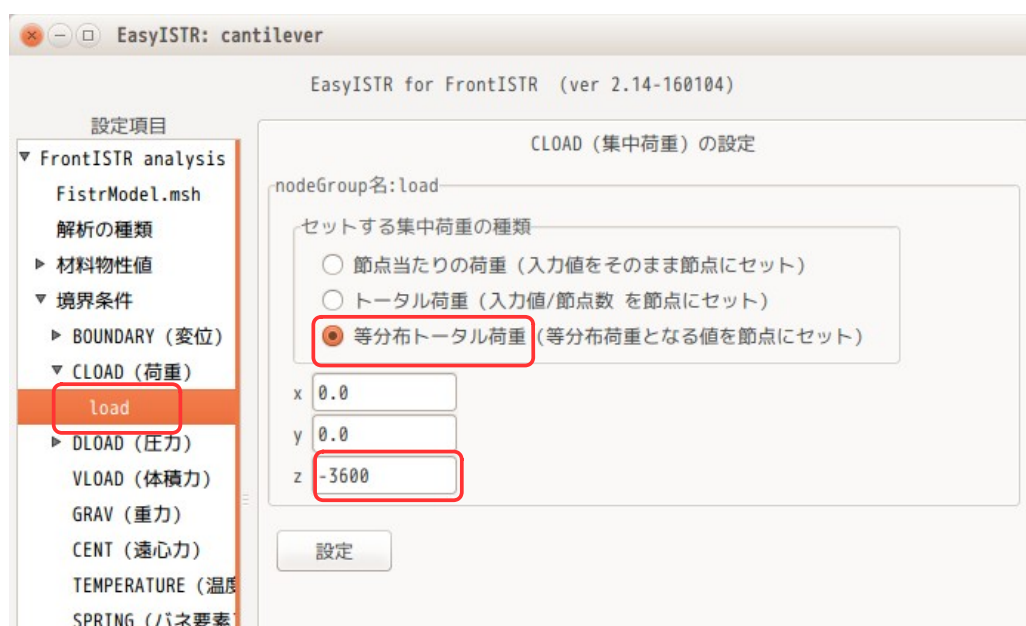 EasyISTR: cantilever
EasyISTR for FrontISTR (ver 2.14-160104)
設定項目
FrontISTR analysis
FistrModel.msh
解析の種類
材料物性値
境界条件
BOUNDARY (変位)
CLOAD (荷重)
load
DLOAD (圧力)
VLOAD (体積力)
GRAV (重力)
CENT (遠心力)
TEMPERATURE (温度
SPRING (バネ要素)
CLOAD (集中荷重) の設定
nodeGroup名:load
セットする集中荷重の種類
節点当たりの荷重 (入力値をそのまま節点にセット)
トータル荷重 (入力値/節点数 を節点にセット)
等分布トータル荷重 (等分布荷重となる値を節点にセット)
x 0.0
y 0.0
z -3600
設定